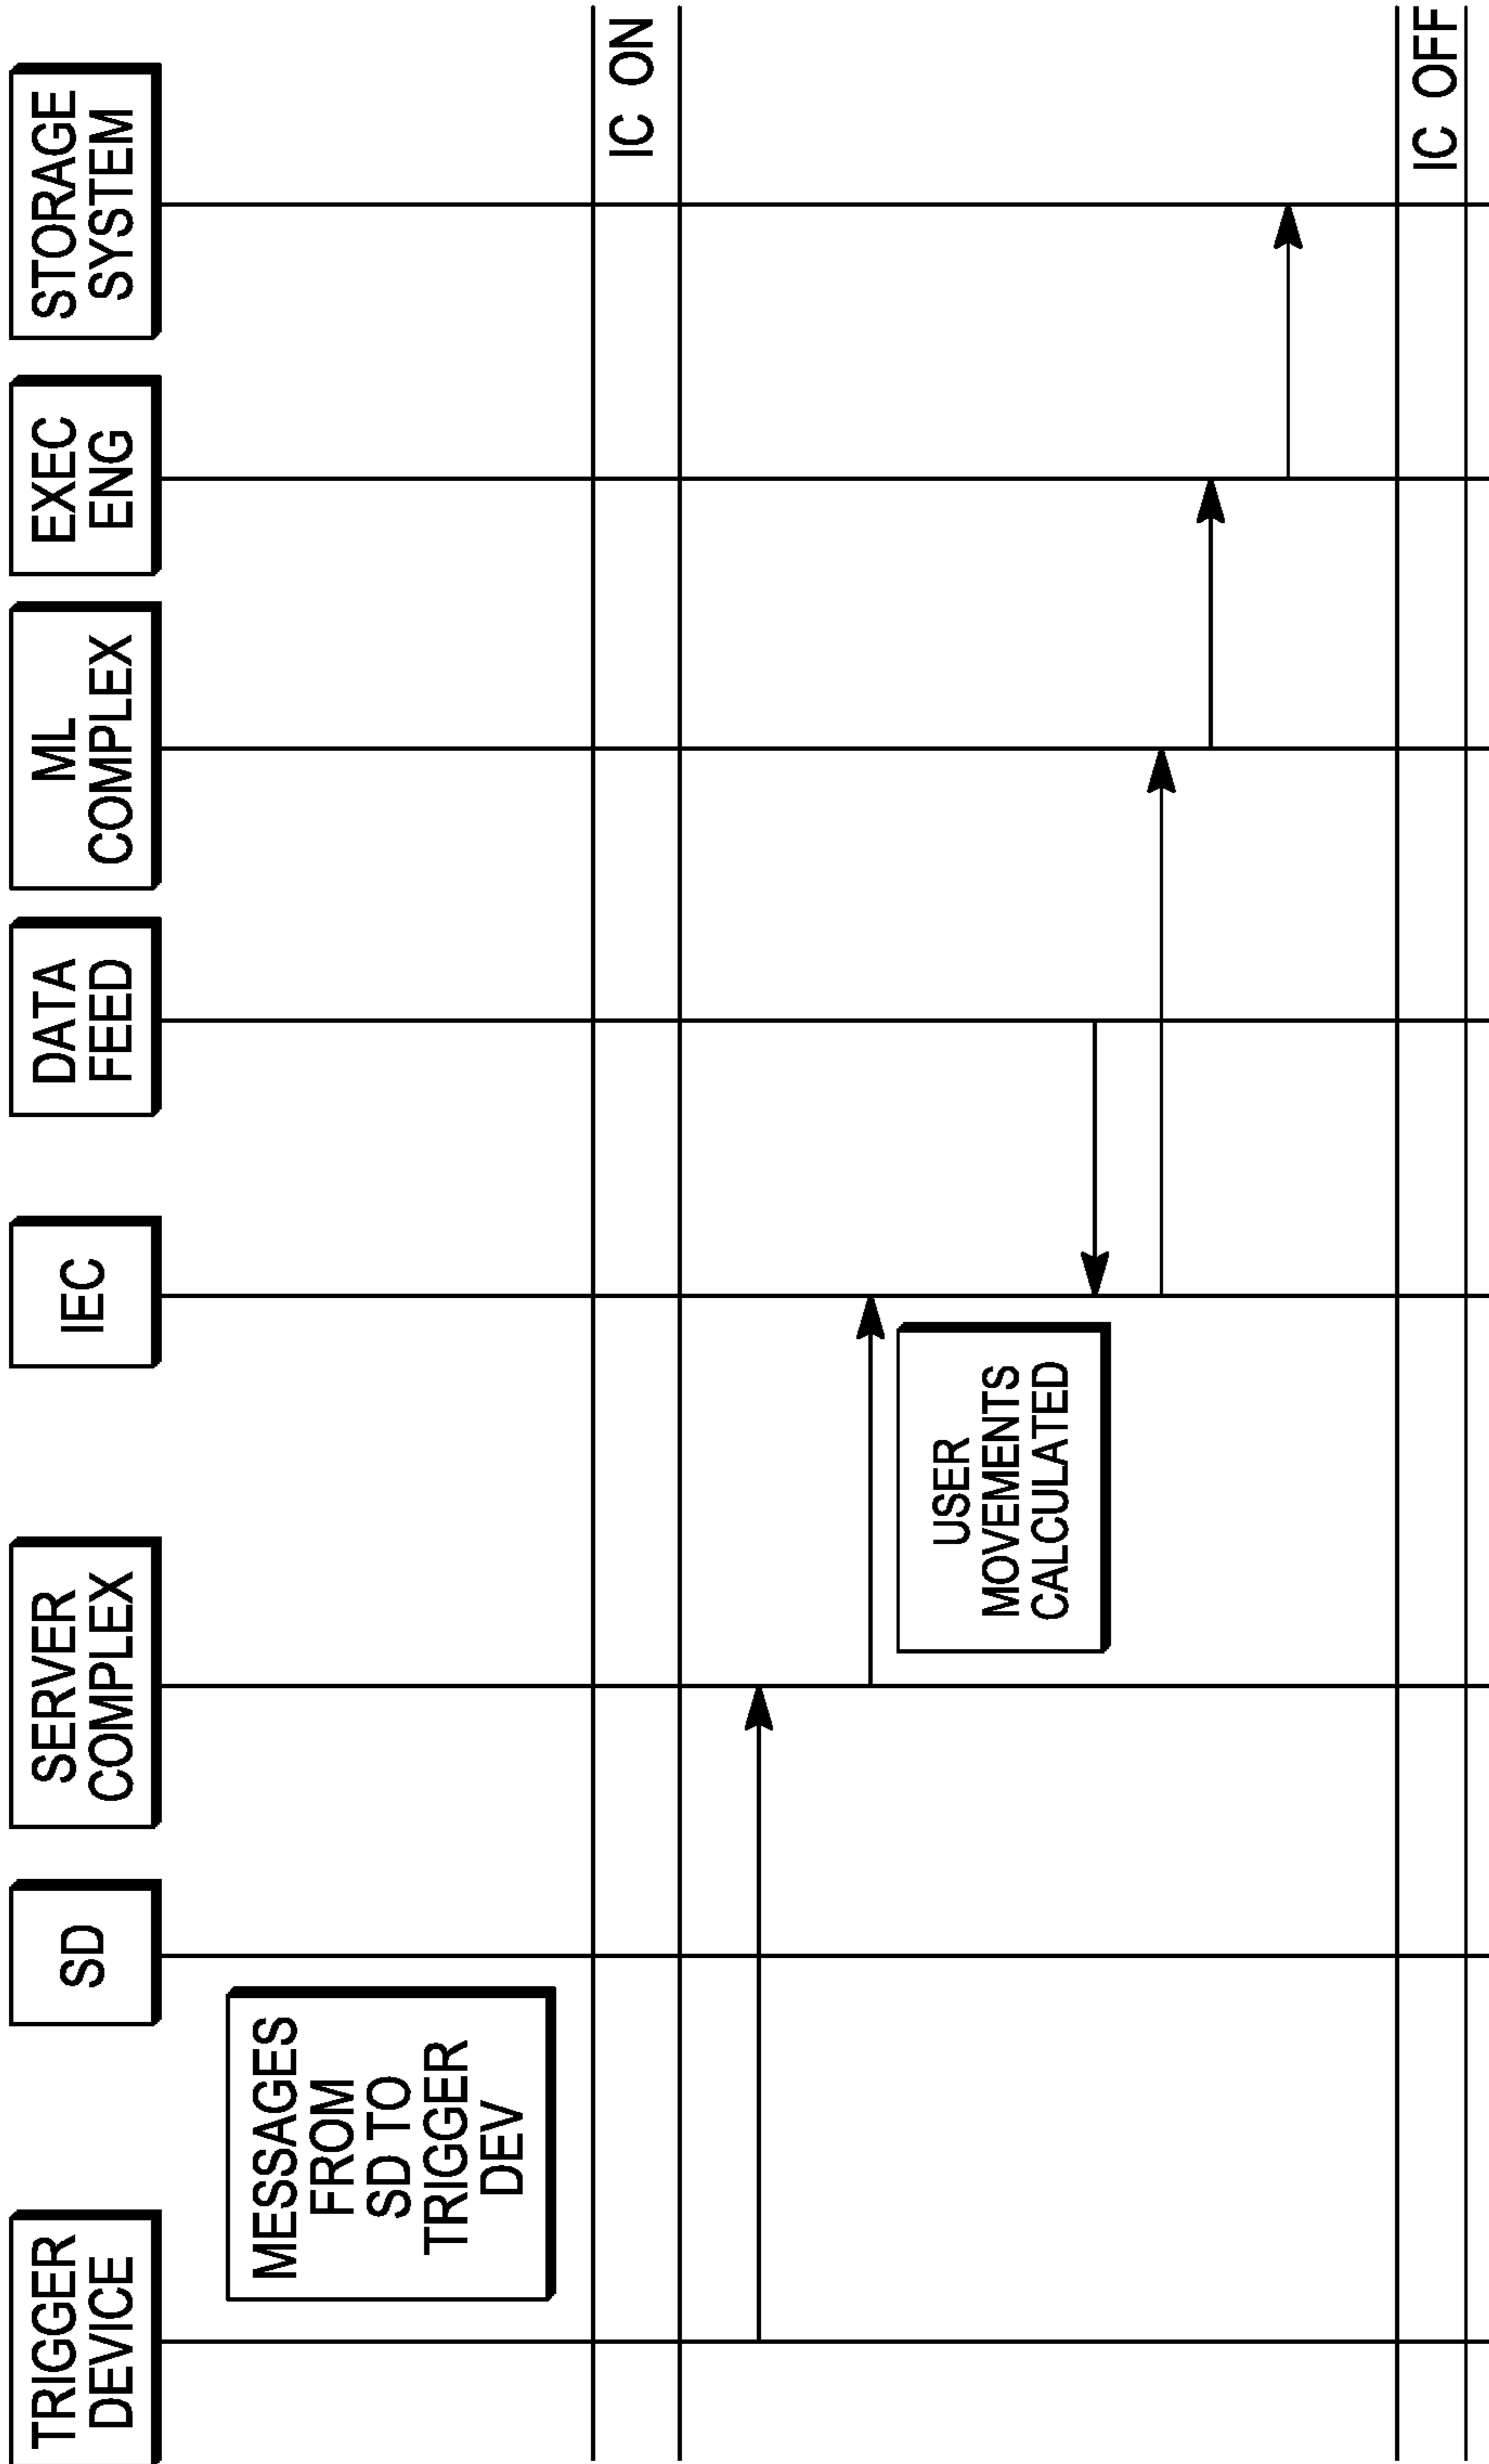 TRIGGER
DEVICE
SD
SERVER
COMPLEX
IEC
DATA
FEED
ML
COMPLEX
EXEC
ENG
STORAGE
SYSTEM
MESSAGES
FROM
SD TO
TRIGGER
DEV
IC ON
USER
MOVEMENTS
CALCULATED
IC OFF